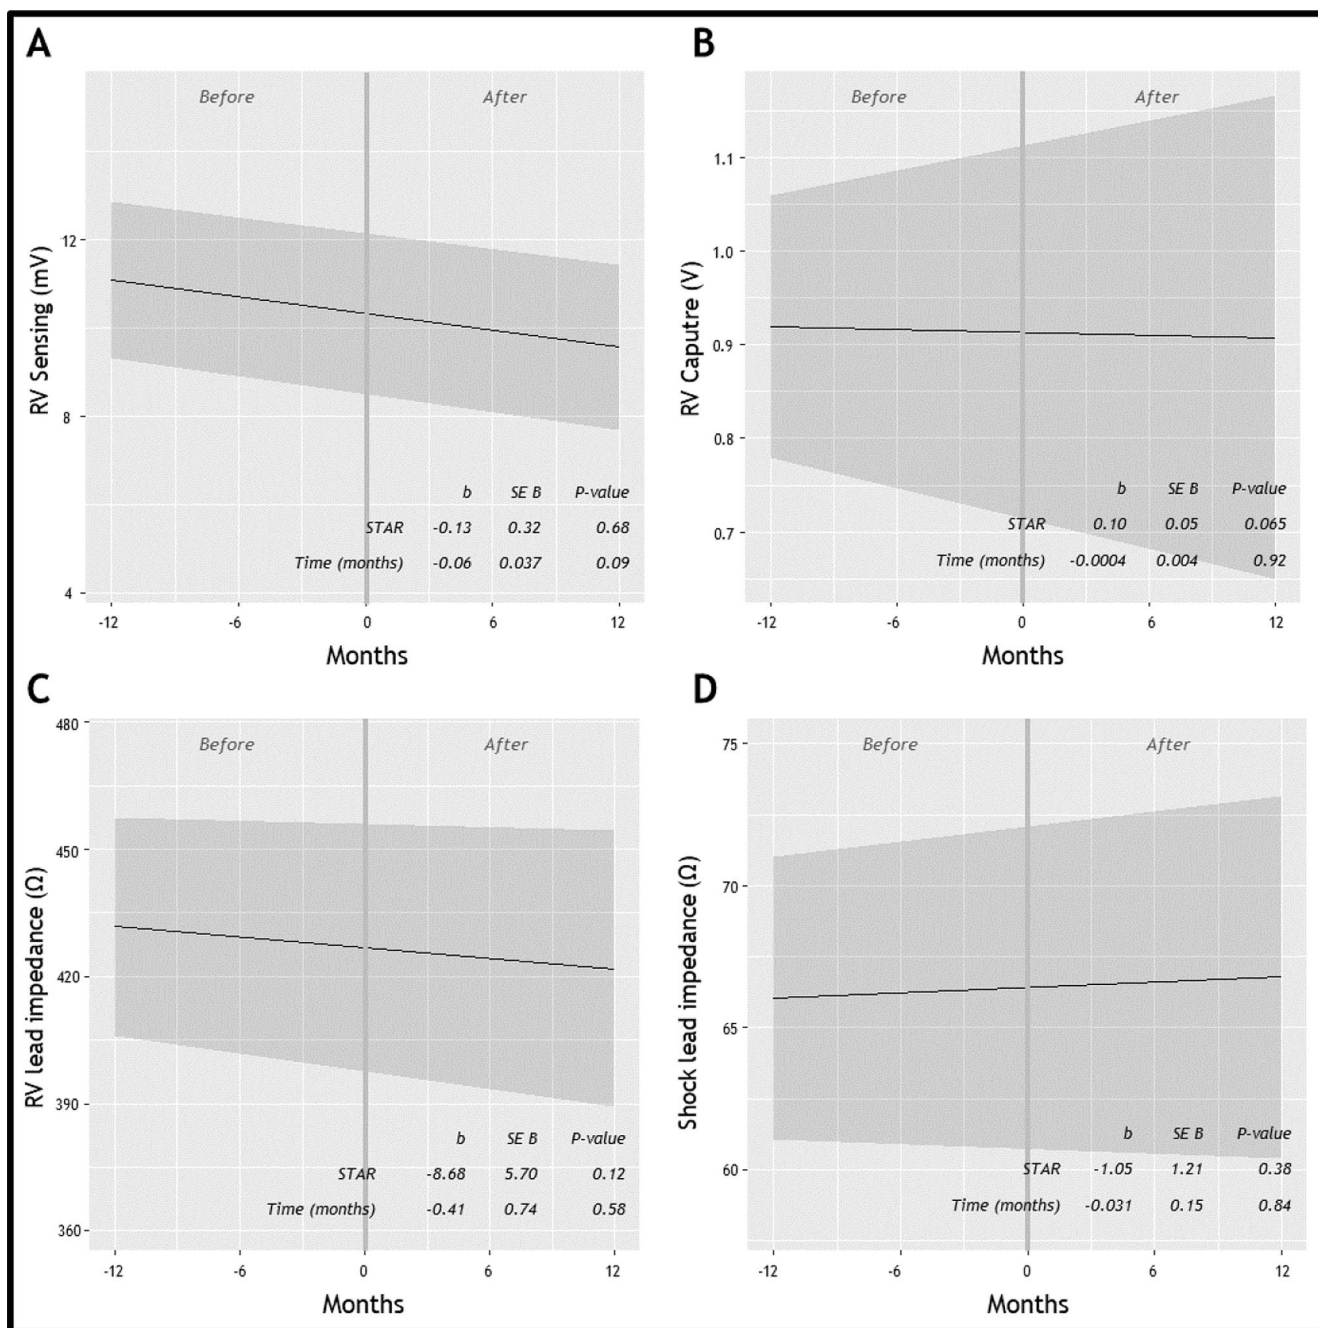 A
Before After
RV Sensing (mV)
12
8
4
b SE B P-value
STAR -0.13 0.32 0.68
Time (months) -0.06 0.037 0.09
-12 -6 0 6 12
Months
B
Before After
RV Caputre (V)
1.1
1.0
0.9
0.8
0.7
b SE B P-value
STAR 0.10 0.05 0.065
Time (months) -0.0004 0.004 0.92
-12 -6 0 6 12
Months
C
Before After
RV lead impedance (Ω)
480
450
420
390
360
b SE B P-value
STAR -8.68 5.70 0.12
Time (months) -0.41 0.74 0.58
-12 -6 0 6 12
Months
D
Before After
Shock lead impedance (Ω)
75
70
65
60
b SE B P-value
STAR -1.05 1.21 0.38
Time (months) -0.031 0.15 0.84
-12 -6 0 6 12
Months